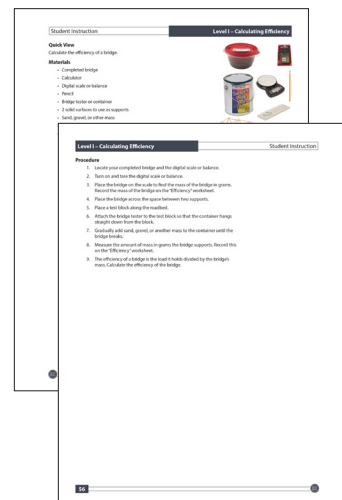 Student Instruction
Level I – Calculating Efficiency
Quick View
Calculate the efficiency of a bridge.
Materials
• Completed bridge
• Calculator
• Digital scale or balance
• Pencil
• Bridge tester or container
• 2 solid surfaces to use as supports
• Sand, gravel, or other mass
Level I – Calculating Efficiency
Student Instruction
Procedure
1. Locate your completed bridge and the digital scale or balance.
2. Turn on and tare the digital scale or balance.
3. Place the bridge on the scale to find the mass of the bridge in grams.
Record the mass of the bridge on the "Efficiency" worksheet.
4. Place the bridge across the space between two supports.
5. Place a test block along the roadbed.
6. Attach the bridge tester to the test block so that the container hangs
straight down from the block.
7. Gradually add sand, gravel, or another mass to the container until the
bridge breaks.
8. Measure the amount of mass in grams the bridge supports. Record this
on the "Efficiency" worksheet.
9. The efficiency of a bridge is the load it holds divided by the bridge's
mass. Calculate the efficiency of the bridge.
56